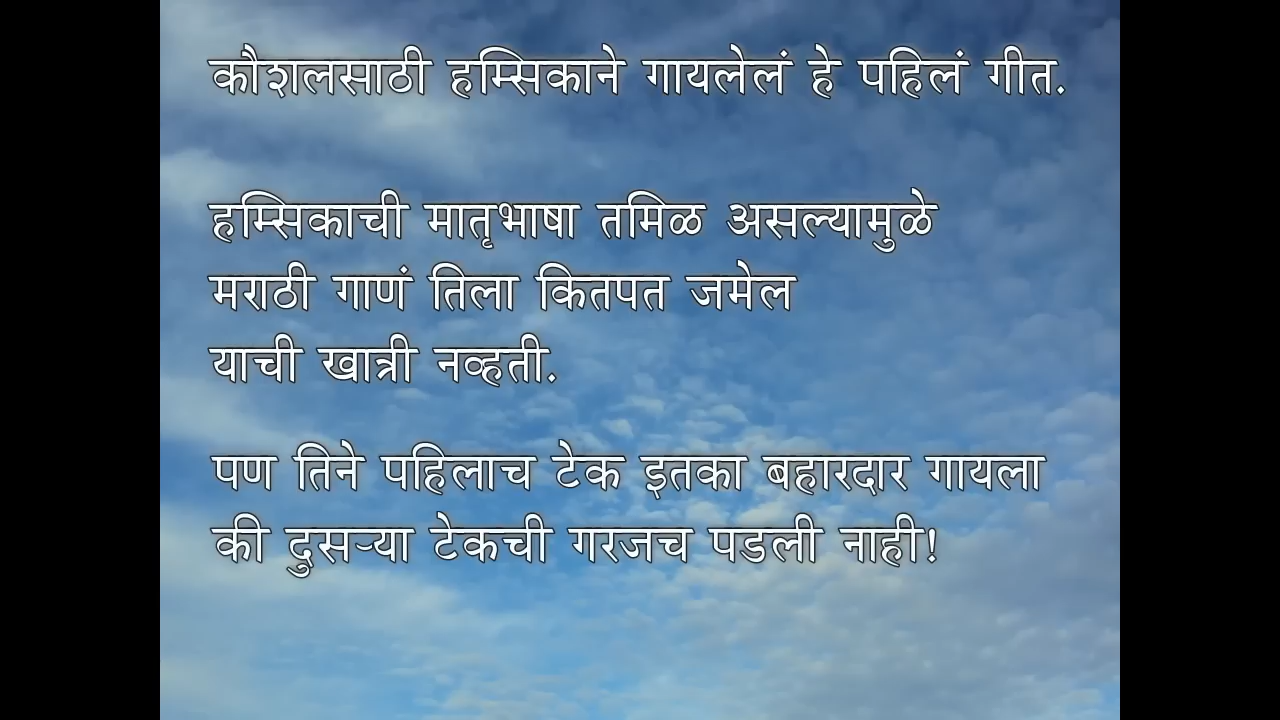 कौशलसाठी हम्सिकाने गायलेलं हे पहिलं गीत.
हम्सिकाची मातृभाषा तमिळ असल्यामुळे
मराठी गाणं तिला कितपत जमेल
याची खात्री नव्हती.
पण तिने पहिलाच टेक इतका बहारदार गायला
की दुसऱ्या टेकची गरजच पडली नाही!